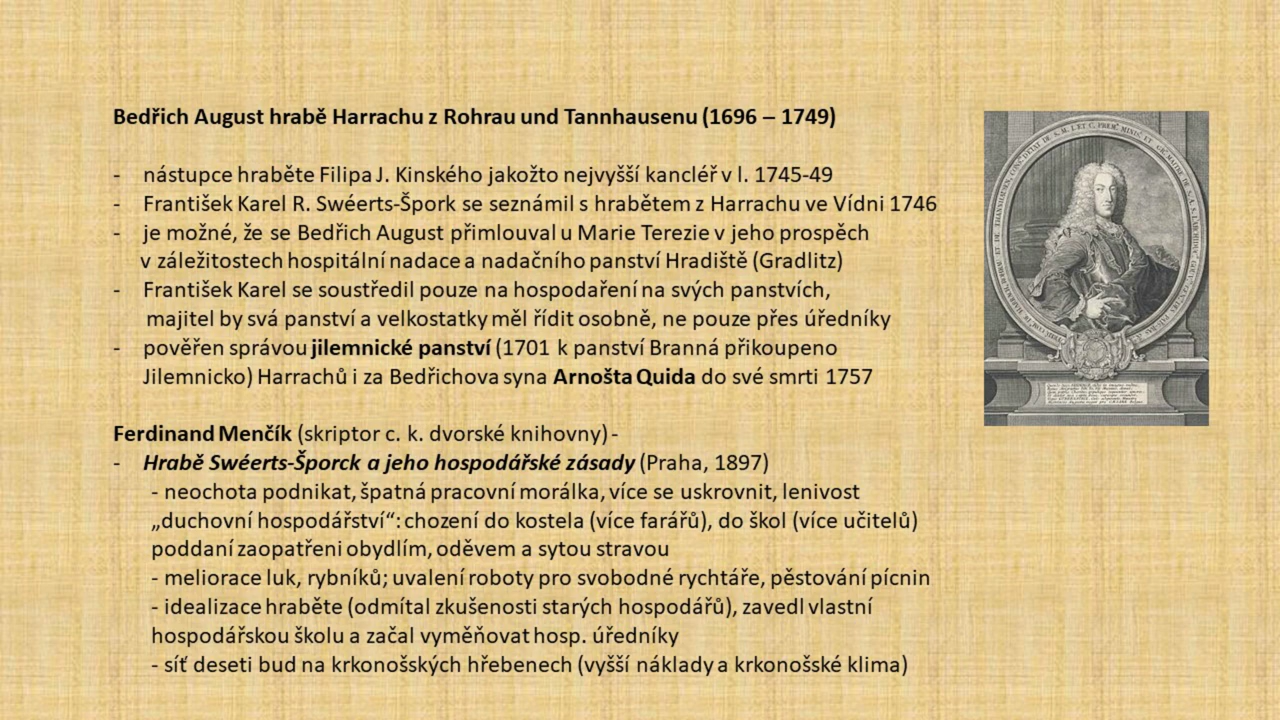 Bedřich August hrabě Harrachu z Rohrau und Tannhausenu (1696 – 1749)
- nástupce hraběte Filipa J. Kinského jakožto nejvyšší kancléř v l. 1745-49
- František Karel R. Swéerts-Špork se seznámil s hrabětem z Harrachu ve Vídni 1746
- je možné, že se Bedřich August přimlouval u Marie Terezie v jeho prospěch
v záležitostech hospitální nadace a nadačního panství Hradiště (Gradlitz)
- František Karel se soustředil pouze na hospodaření na svých panstvích,
majitel by svá panství a velkostatky měl řídit osobně, ne pouze přes úředníky
- pověřen správou jilemnické panství (1701 k panství Branná přikoupeno
Jilemnicko) Harrachů i za Bedřichova syna Arnošta Quida do své smrti 1757
Ferdinand Menčík (skriptor c. k. dvorské knihovny) -
- Hrabě Swéerts-Šporck a jeho hospodářské zásady (Praha, 1897)
- neochota podnikat, špatná pracovní morálka, více se uskrovnit, lenivost
„duchovní hospodářství“: chození do kostela (více farářů), do škol (více učitelů)
poddaní zaopatřeni obydlím, oděvem a sytou stravou
- meliorace luk, rybníků; uvalení roboty pro svobodné rychtáře, pěstování pícnin
- idealizace hraběte (odmítal zkušenosti starých hospodářů), zavedl vlastní
hospodářskou školu a začal vyměňovat hosp. úředníky
- síť deseti bud na krkonošských hřebenech (vyšší náklady a krkonošské klima)